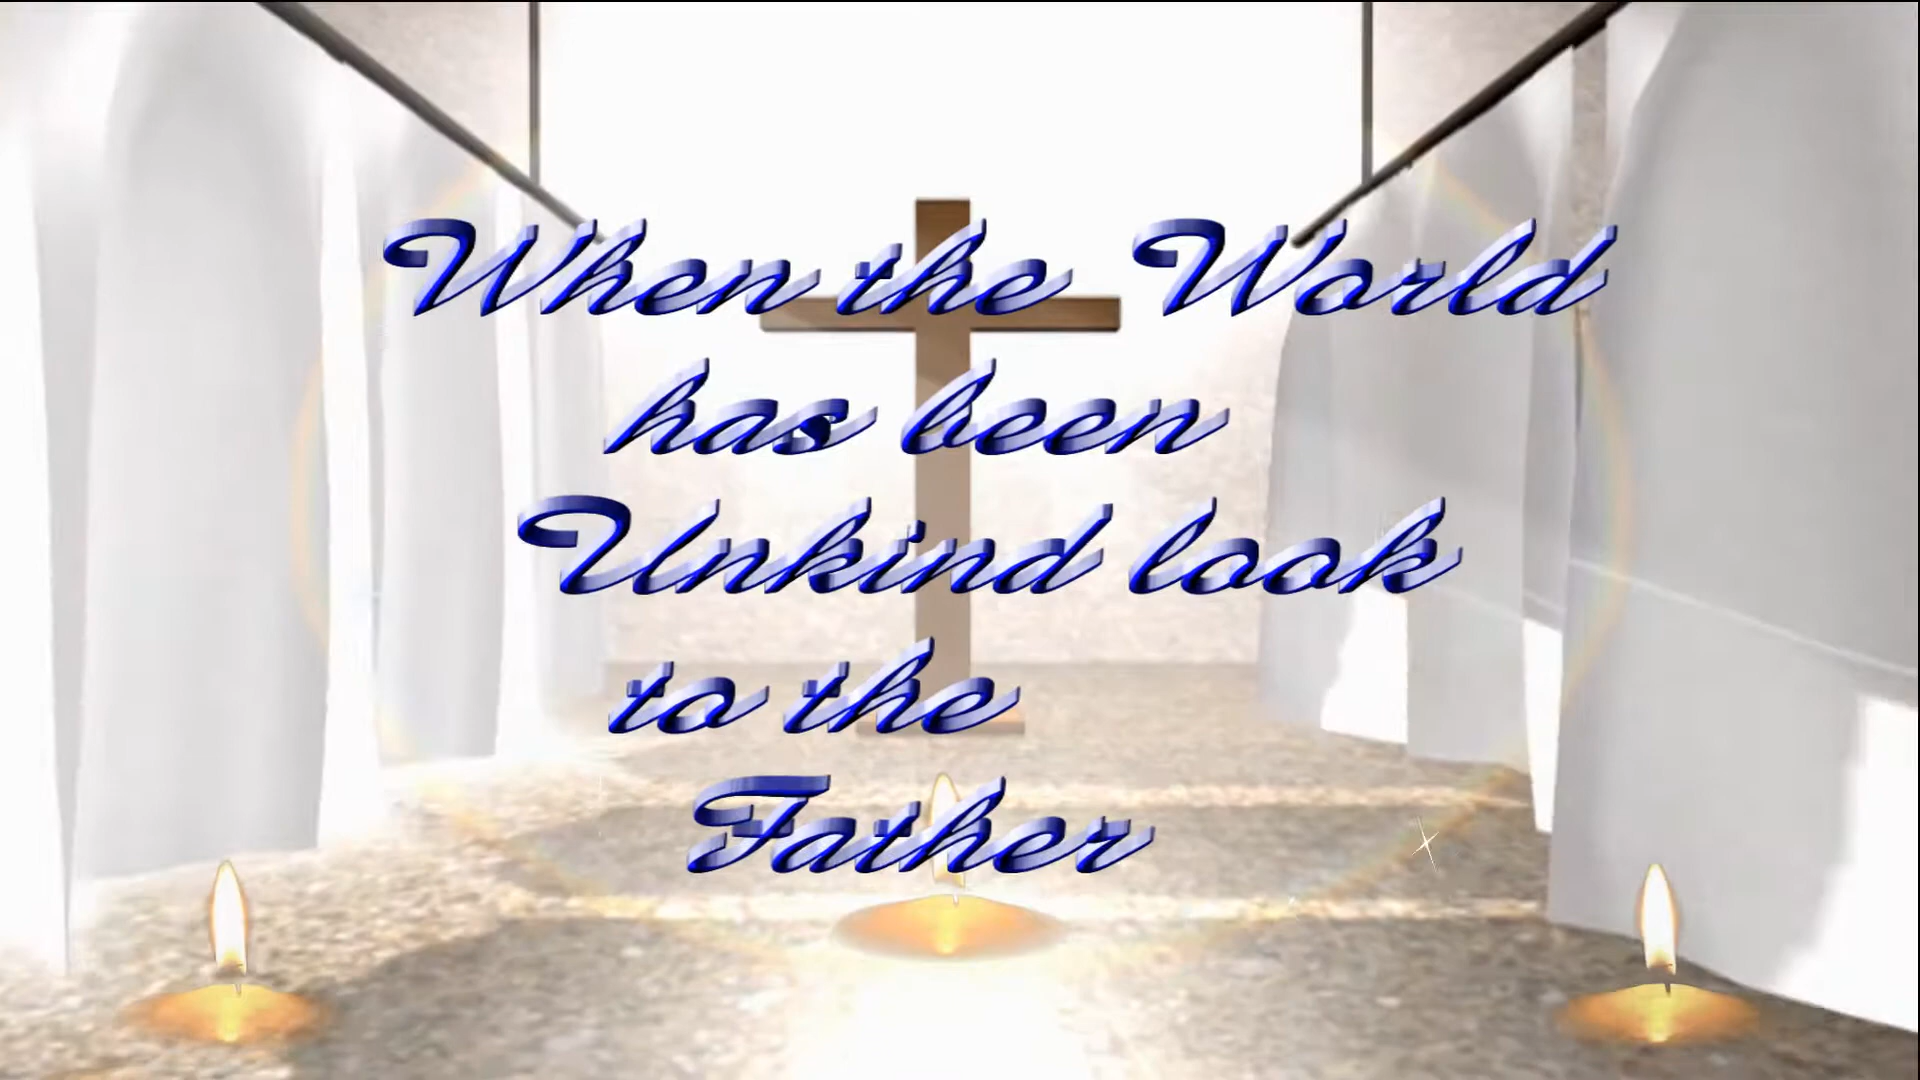 When the World
has been
Unkind look
to the
Father